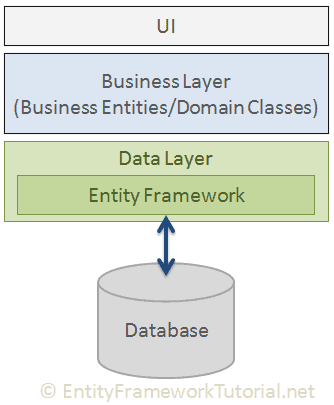 UI
Business Layer
(Business Entities/Domain Classes)
Data Layer
Entity Framework
Database
© EntityFrameworkTutorial.net